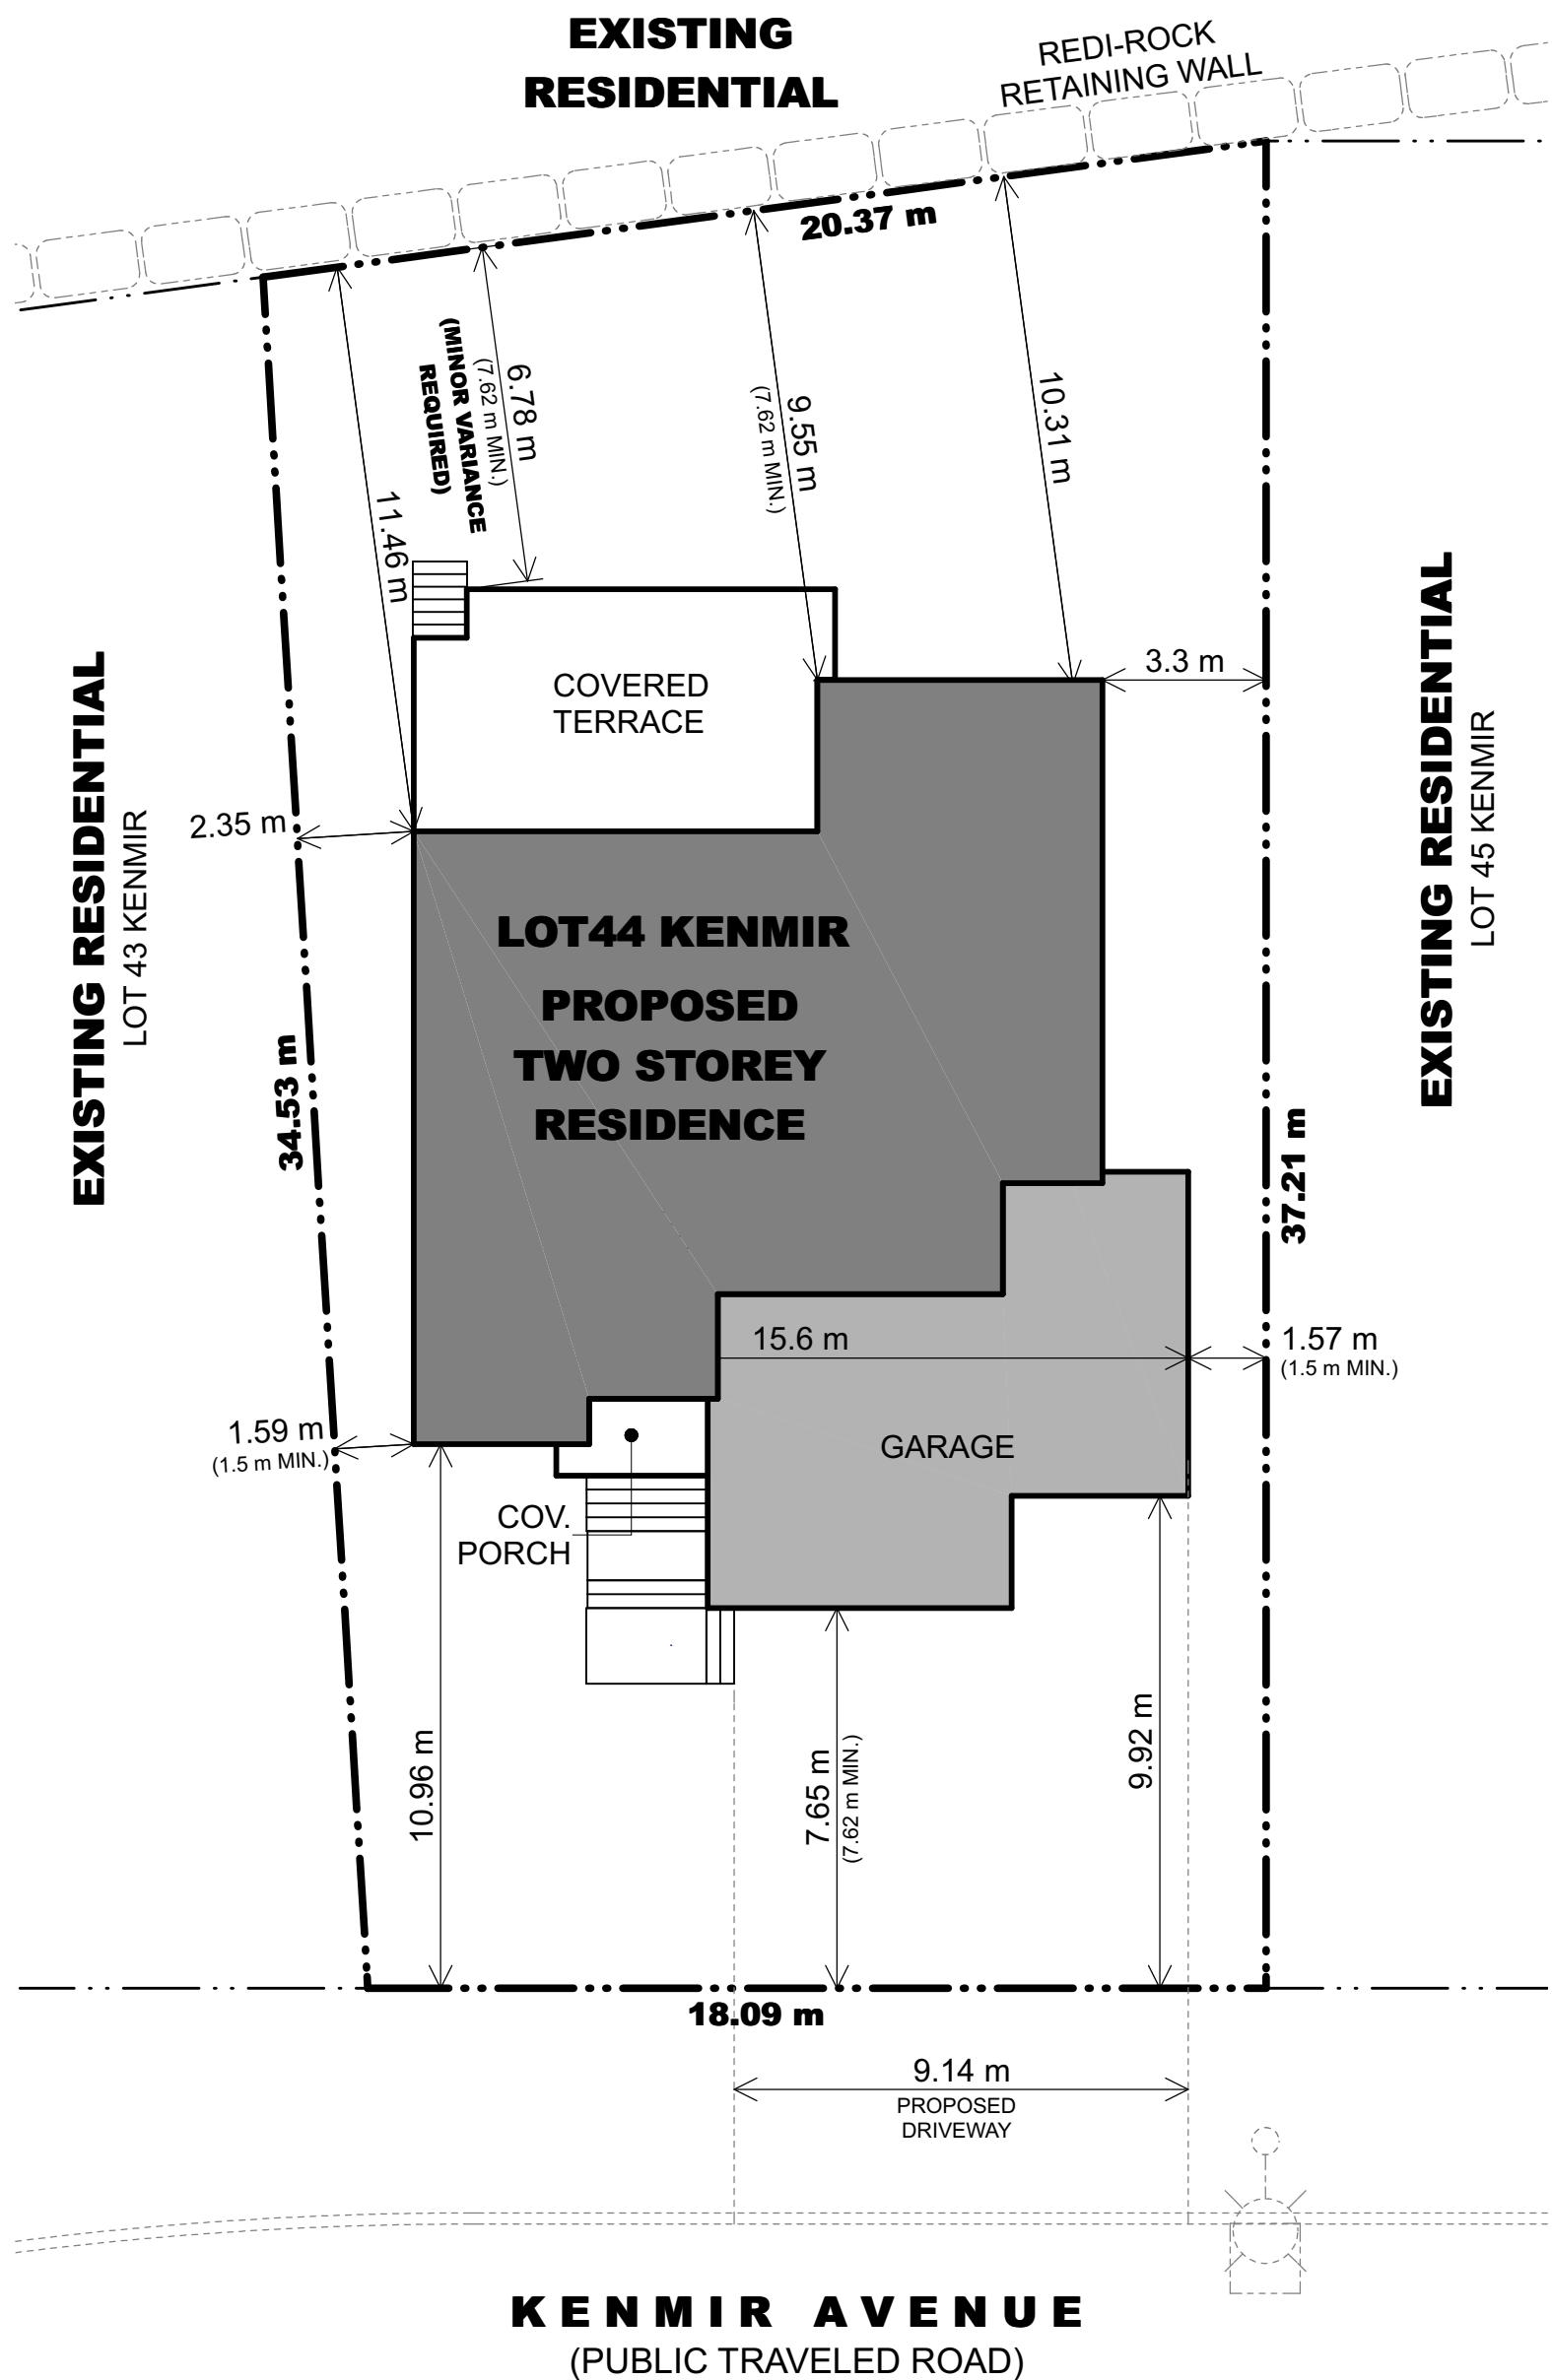 EXISTING
RESIDENTIAL
REDI-ROCK
RETAINING WALL
20.37 m
11.46 m
6.78 m
(7.62 m MIN.)
(MINOR VARIANCE
REQUIRED)
9.55 m
(7.62 m MIN.)
10.31 m
3.3 m
COVERED
TERRACE
2.35 m
EXISTING RESIDENTIAL
LOT 43 KENMIR
EXISTING RESIDENTIAL
LOT 45 KENMIR
LOT44 KENMIR
PROPOSED
TWO STOREY
RESIDENCE
34.53 m
37.21 m
15.6 m
1.57 m
(1.5 m MIN.)
1.59 m
(1.5 m MIN.)
GARAGE
COV.
PORCH
10.96 m
7.65 m
(7.62 m MIN.)
9.92 m
18.09 m
9.14 m
PROPOSED
DRIVEWAY
KENMIR AVENUE
(PUBLIC TRAVELED ROAD)